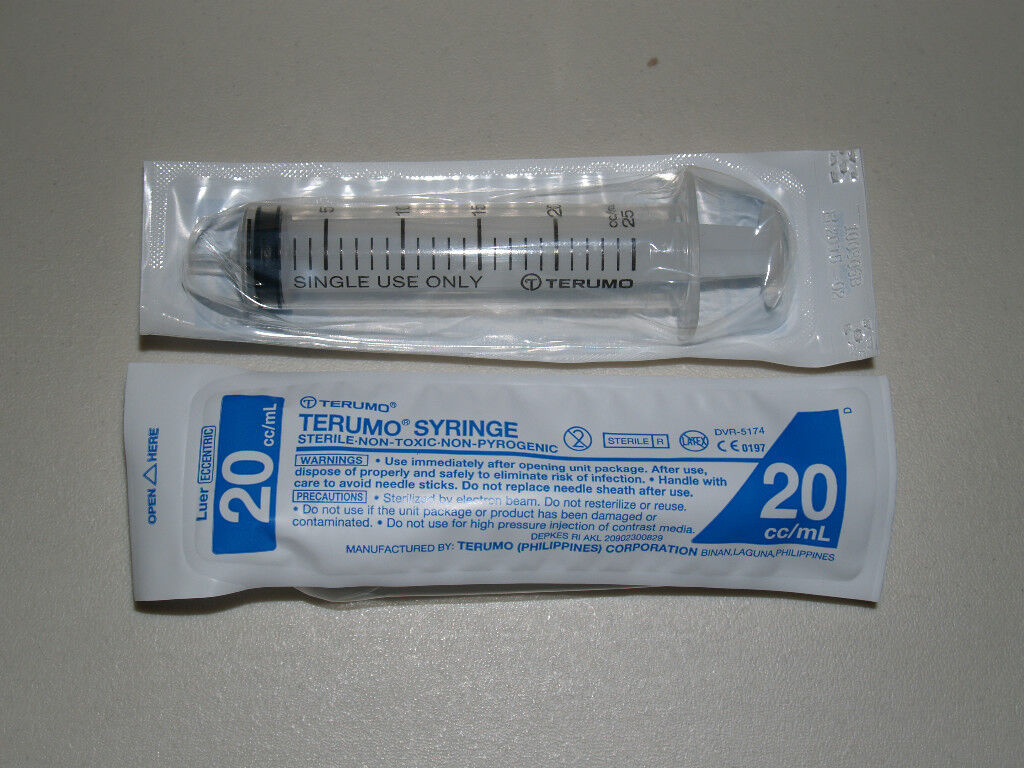 5 10 15 20 cc/mL 25
SINGLE USE ONLY TERUMO
OPEN HERE
Luer ECCENTRIC
20 cc/mL
TERUMO®
TERUMO® SYRINGE
STERILE·NON-TOXIC·NON-PYROGENIC
2 STERILE R LATEX
DVR-5174
CE 0197
D
WARNINGS • Use immediately after opening unit package. After use,
dispose of properly and safely to eliminate risk of infection. • Handle with
care to avoid needle sticks. Do not replace needle sheath after use.
PRECAUTIONS • Sterilized by electron beam. Do not resterilize or reuse.
• Do not use if the unit package or product has been damaged or
contaminated. • Do not use for high pressure injection of contrast media.
DEPKES RI AKL 20902300829
MANUFACTURED BY: TERUMO (PHILIPPINES) CORPORATION BINAN,LAGUNA,PHILIPPINES
20
cc/mL